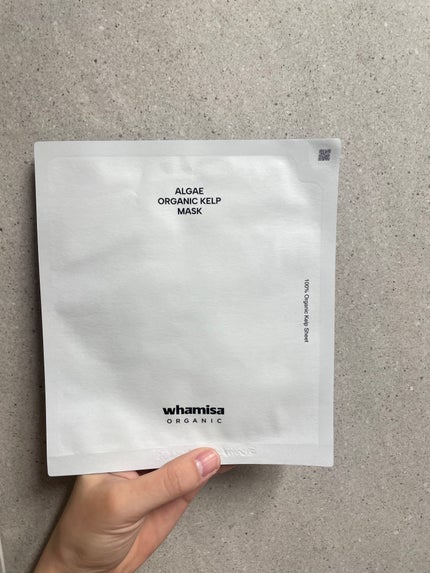 ALGAE
ORGANIC KELP
MASK
100% Organic Kelp Sheet
whamisa
ORGANIC